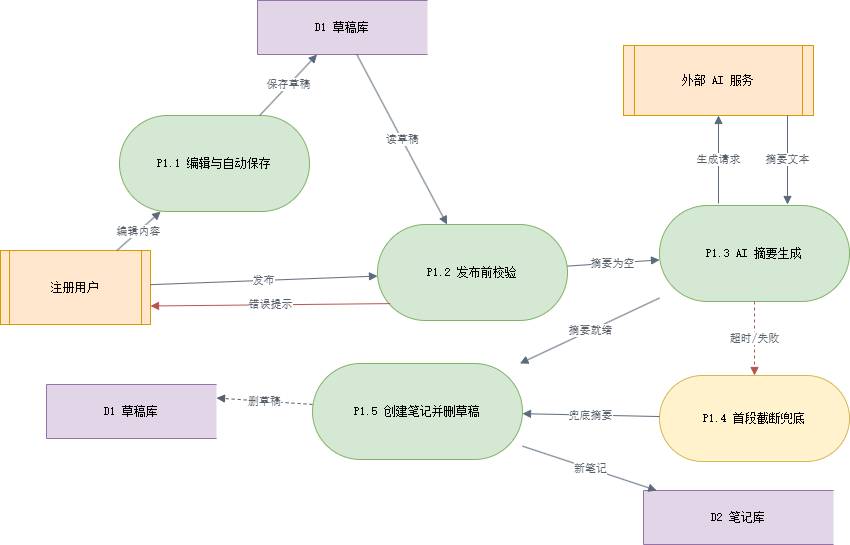 D1 草稿库
外部 AI 服务
保存草稿
P1.1 编辑与自动保存
读草稿
生成请求
摘要文本
编辑内容
注册用户
发布
错误提示
P1.2 发布前校验
摘要为空
P1.3 AI 摘要生成
摘要就绪
超时/失败
D1 草稿库
删草稿
P1.5 创建笔记并删草稿
兜底摘要
P1.4 首段截断兜底
新笔记
D2 笔记库